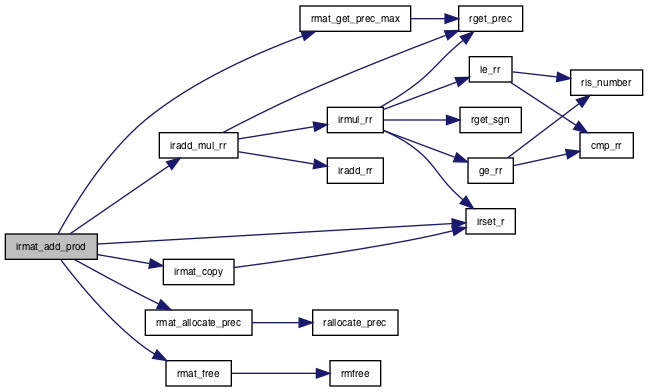 rmat_get_prec_max
rget_prec
le_rr
ris_number
irmul_rr
rget_sgn
iradd_mul_rr
cmp_rr
iradd_rr
ge_rr
irset_r
irmat_add_prod
irmat_copy
rmat_allocate_prec
rallocate_prec
rmat_free
rmfree